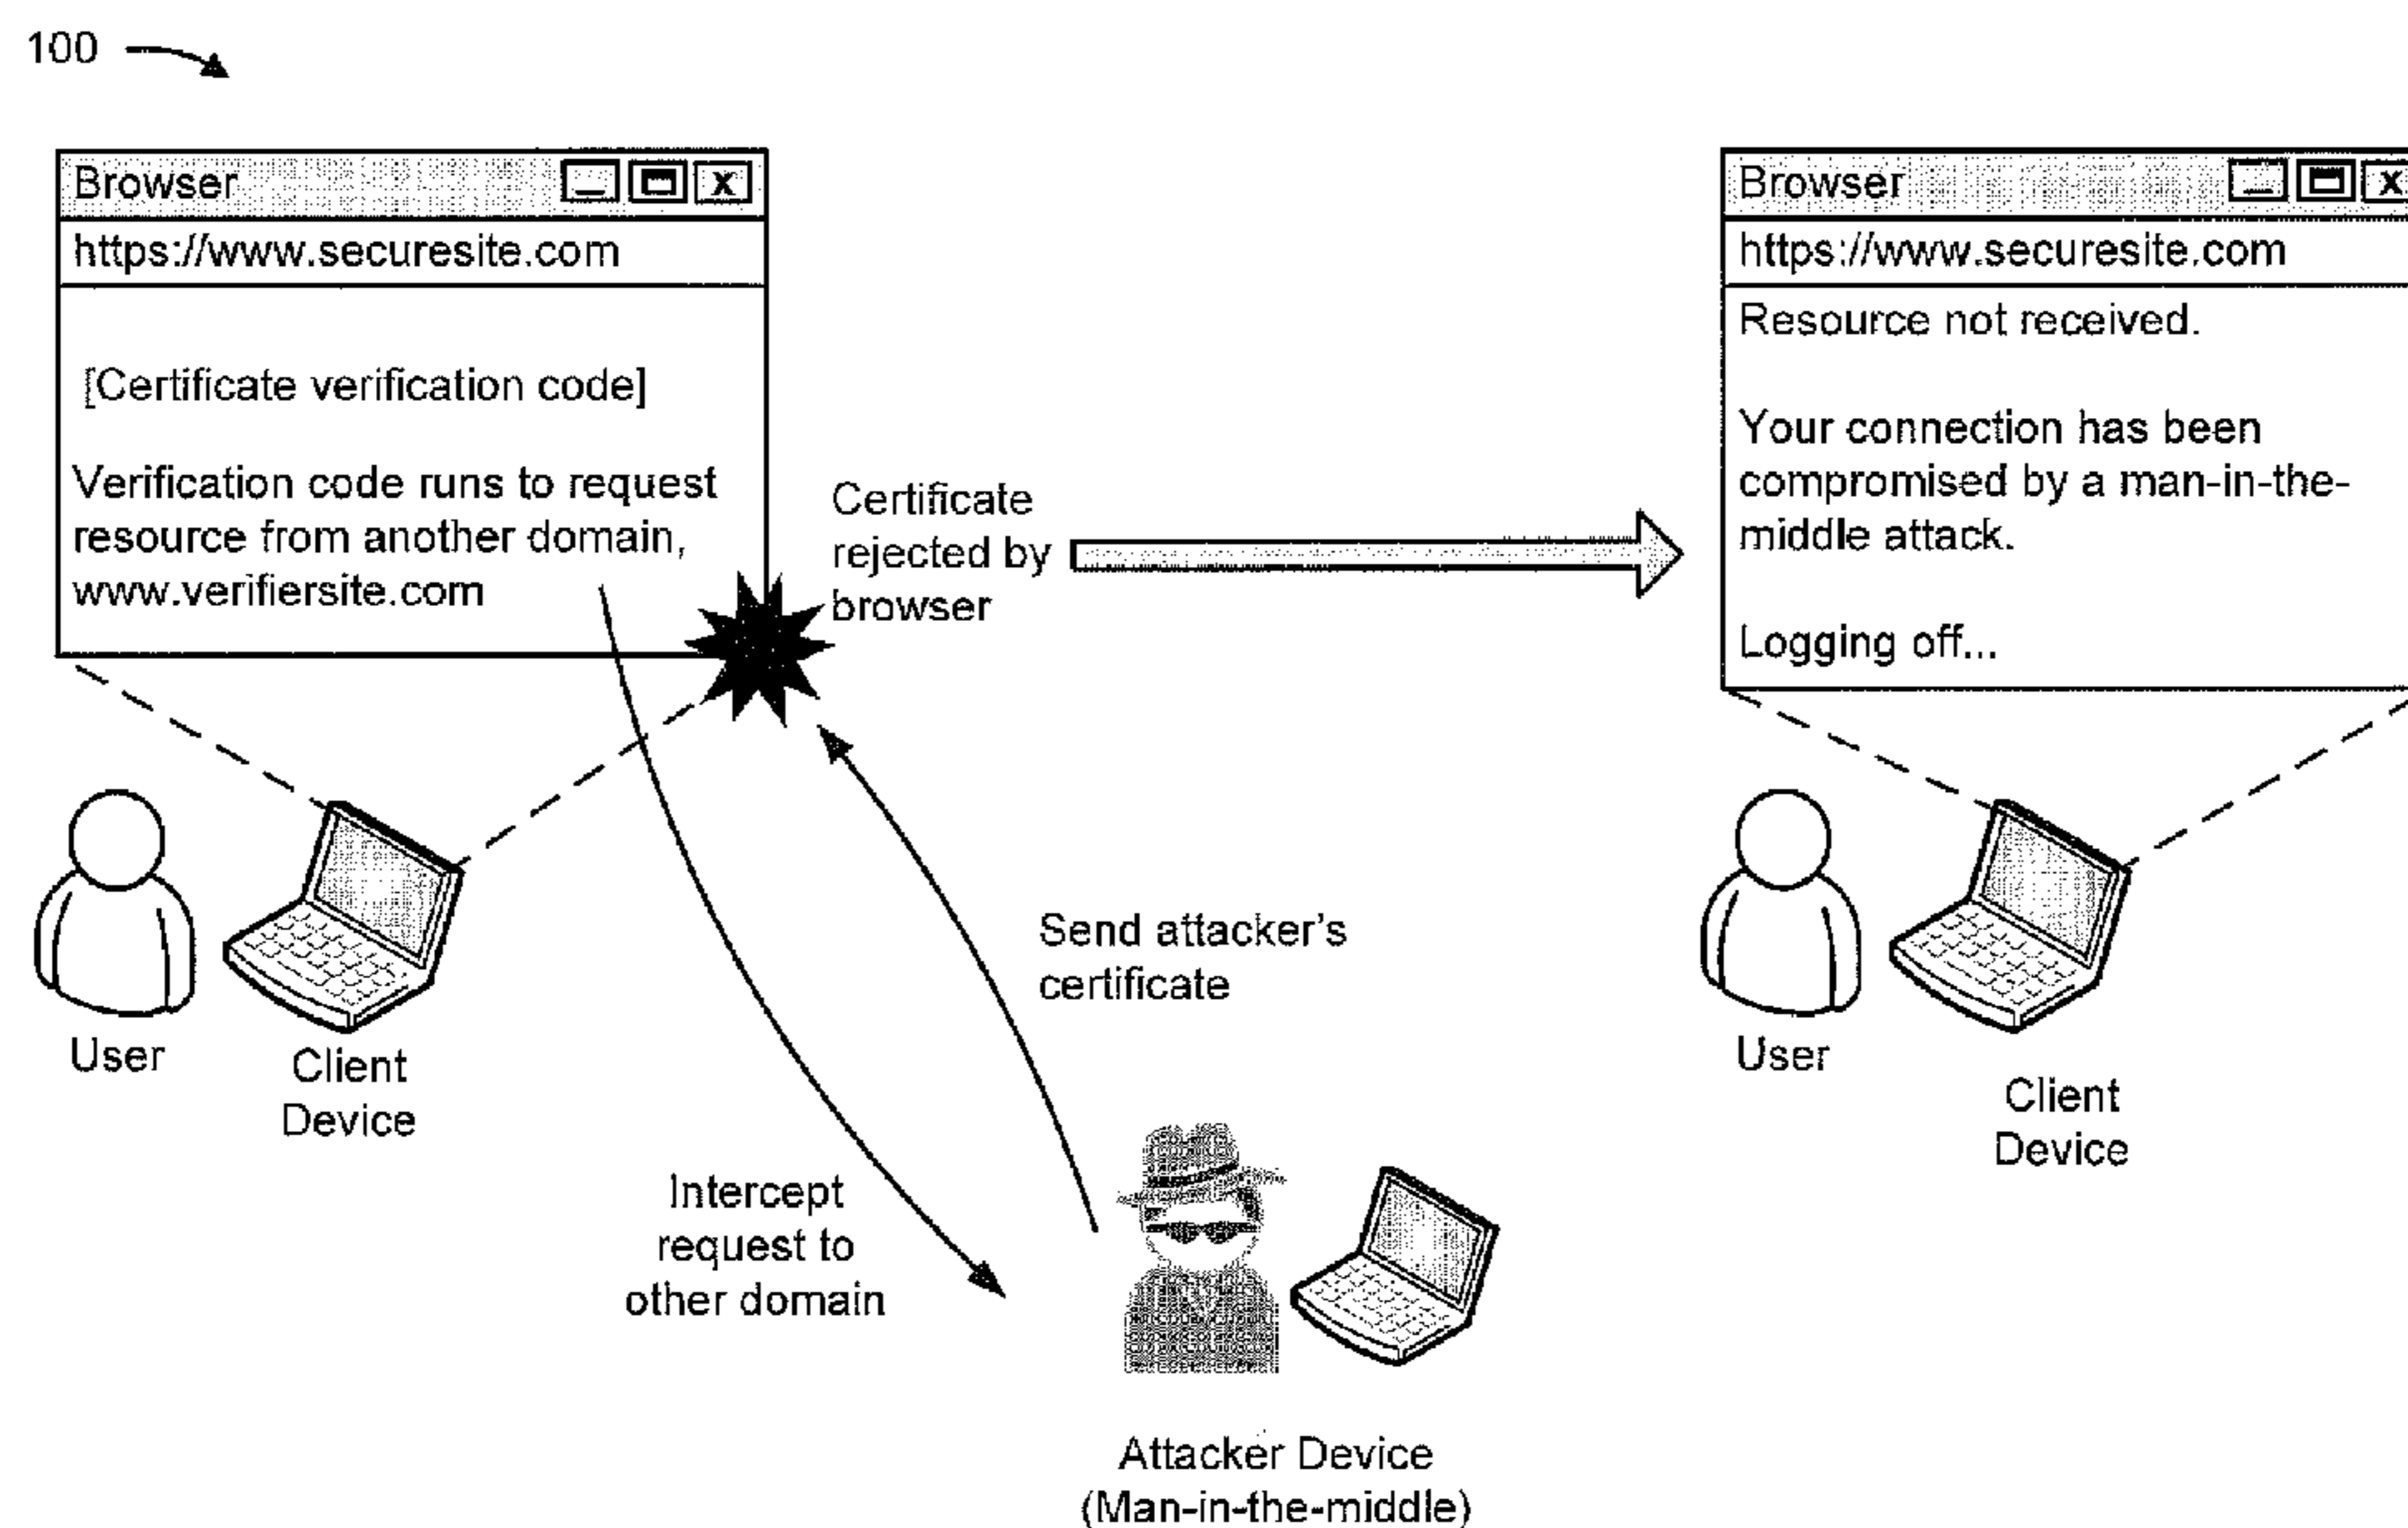 100
Browser
https://www.securesite.com
[Certificate verification code]
Verification code runs to request
resource from another domain,
www.verifiersite.com
Certificate
rejected by
browser
Browser
https://www.securesite.com
Resource not received.
Your connection has been
compromised by a man-in-the-
middle attack.
Logging off...
User
Client
Device
Intercept
request to
other domain
Send attacker's
certificate
Attacker Device
(Man-in-the-middle)
User
Client
Device